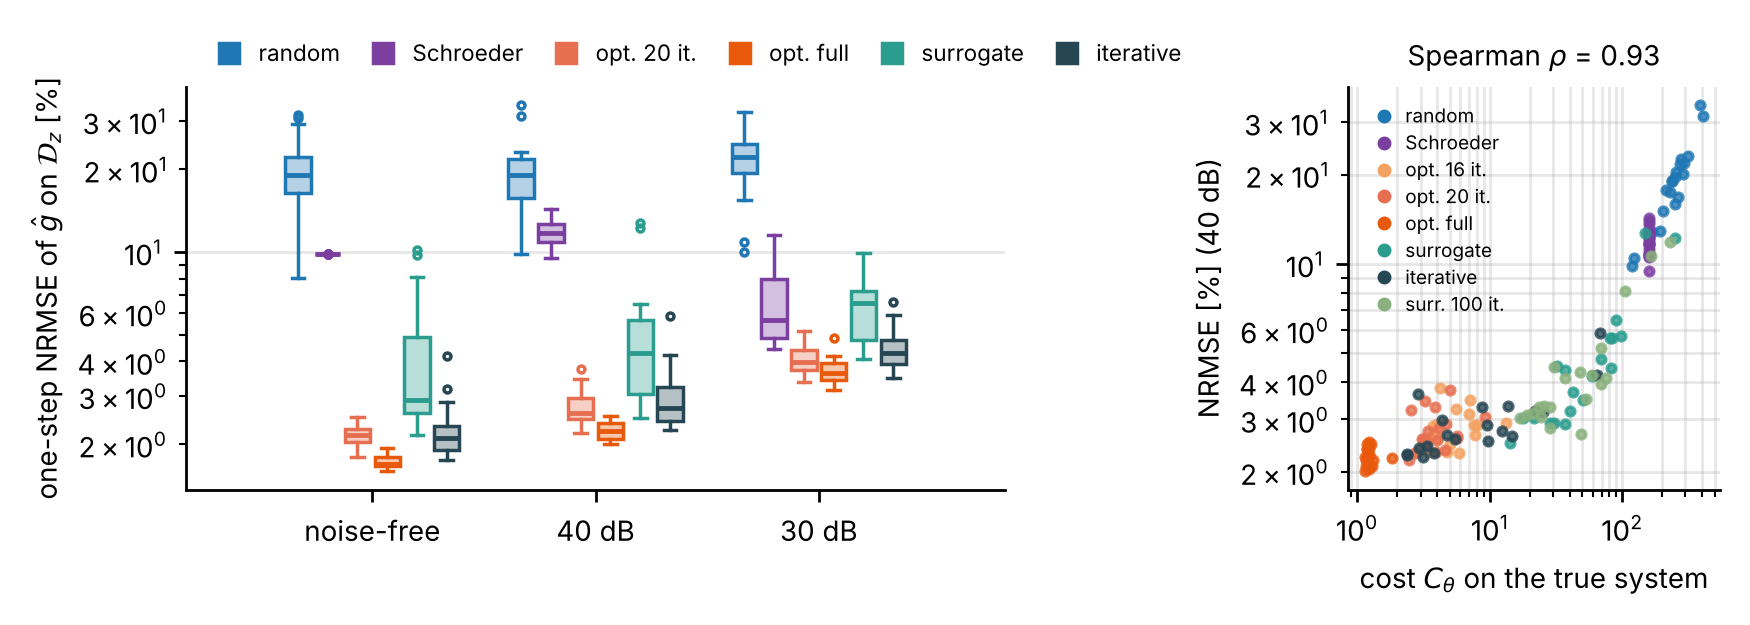 random Schroeder opt. 20 it. opt. full surrogate iterative
one-step NRMSE of ĝ on 𝒟z [%]
3 × 10¹
2 × 10¹
10¹
6 × 10⁰
4 × 10⁰
3 × 10⁰
2 × 10⁰
noise-free 40 dB 30 dB
Spearman ρ = 0.93
NRMSE [%] (40 dB)
3 × 10¹
2 × 10¹
10¹
6 × 10⁰
4 × 10⁰
3 × 10⁰
2 × 10⁰
random
Schroeder
opt. 16 it.
opt. 20 it.
opt. full
surrogate
iterative
surr. 100 it.
10⁰ 10¹ 10²
cost Cθ on the true system